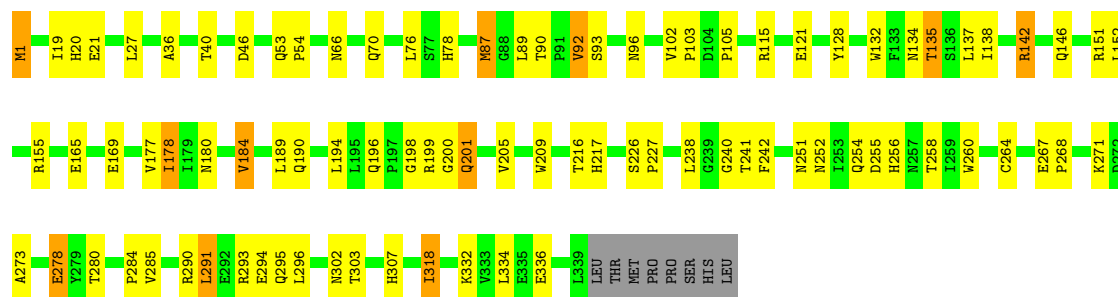 M1 I19 H20 E21 L27 A36 T40 D46 Q53 P54 N66 Q70 L76 S77 H78 M87 G88 L89 T90 P91 V92 S93 N96 V102 P103 D104 P105 R115 E121 Y128 W132 F133 N134 T135 S136 L137 I138 R142 Q146 R151
R155 E165 E169 V177 I178 I179 N180 V184 L189 Q190 L194 L195 Q196 P197 G198 R199 G200 Q201 V205 W209 T216 H217 S226 P227 L238 G239 G240 T241 F242 N251 N252 I253 Q254 D255 H256 N257 T258 I259 W260 C264 E267 P268 K271
A273 E278 Y279 T280 P284 V285 R290 L291 E292 R293 E294 Q295 L296 N302 T303 H307 I318 K332 V333 L334 E335 E336 L339 LEU THR MET PRO PRO SER HIS LEU